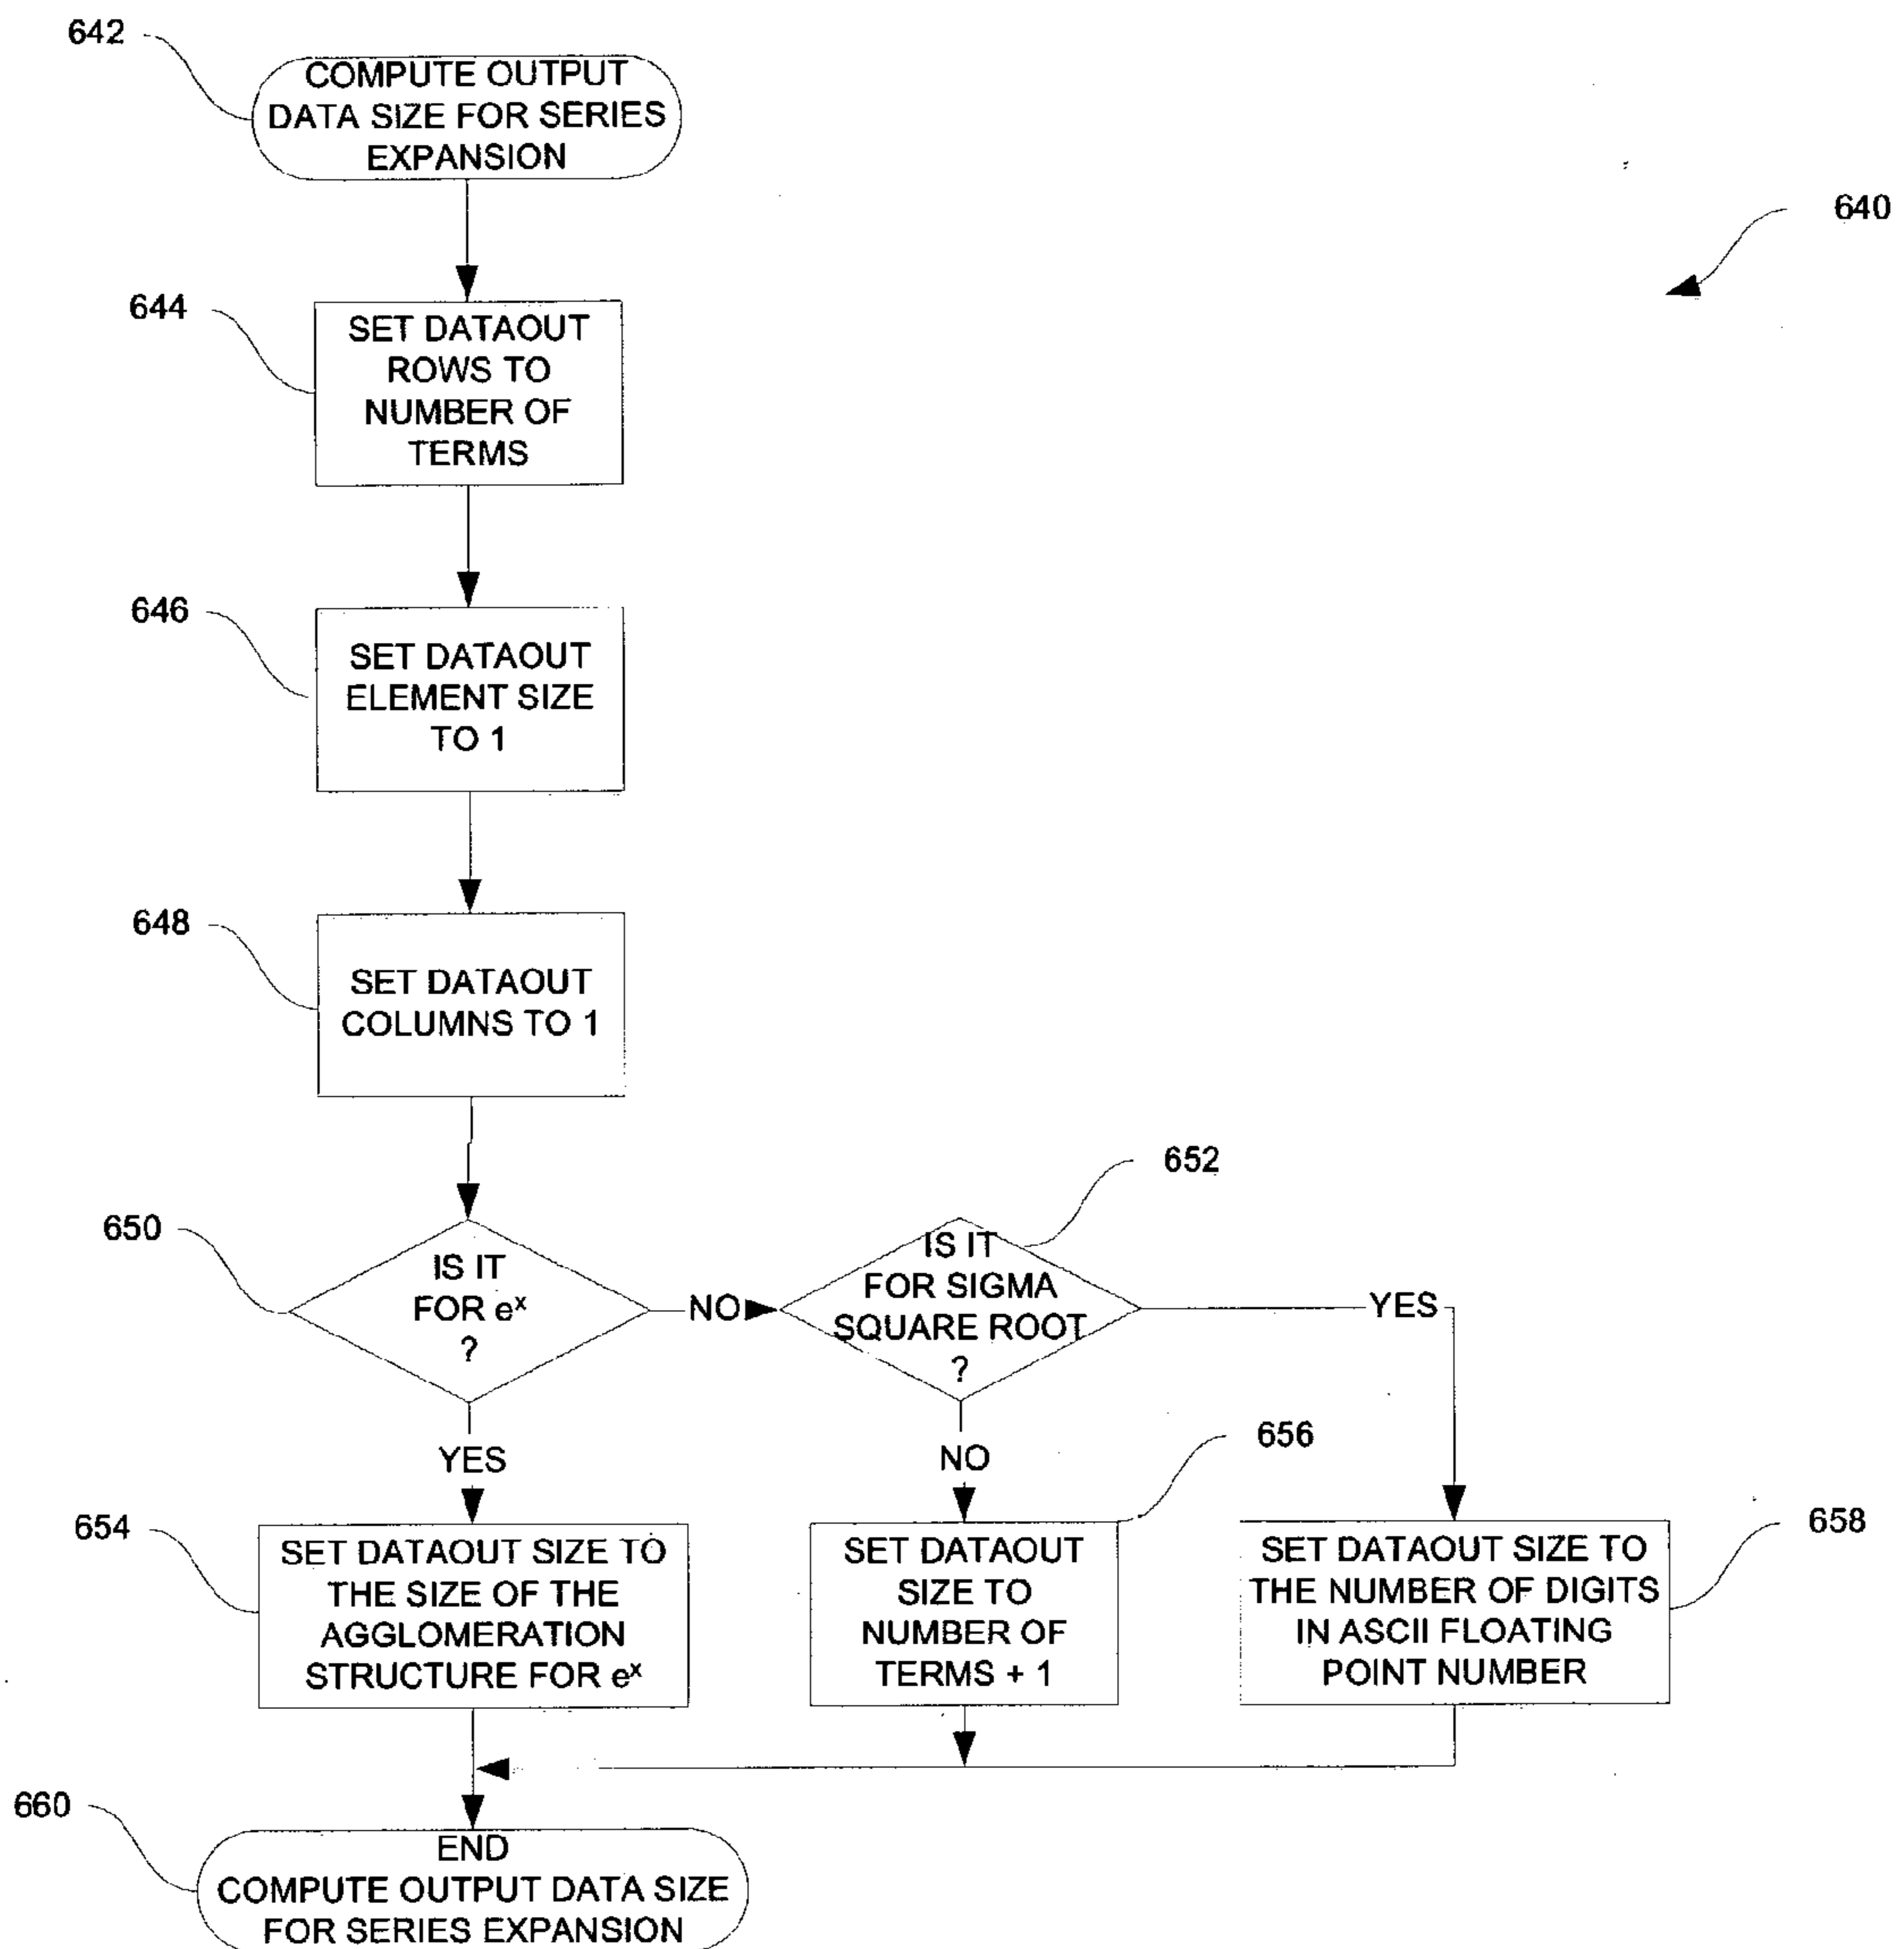 642
COMPUTE OUTPUT
DATA SIZE FOR SERIES
EXPANSION
640
644
SET DATAOUT
ROWS TO
NUMBER OF
TERMS
646
SET DATAOUT
ELEMENT SIZE
TO 1
648
SET DATAOUT
COLUMNS TO 1
650
IS IT
FOR eˣ
?
NO
652
IS IT
FOR SIGMA
SQUARE ROOT
?
YES
YES
NO
654
SET DATAOUT SIZE TO
THE SIZE OF THE
AGGLOMERATION
STRUCTURE FOR eˣ
656
SET DATAOUT
SIZE TO
NUMBER OF
TERMS + 1
658
SET DATAOUT SIZE TO
THE NUMBER OF DIGITS
IN ASCII FLOATING
POINT NUMBER
660
END
COMPUTE OUTPUT DATA SIZE
FOR SERIES EXPANSION